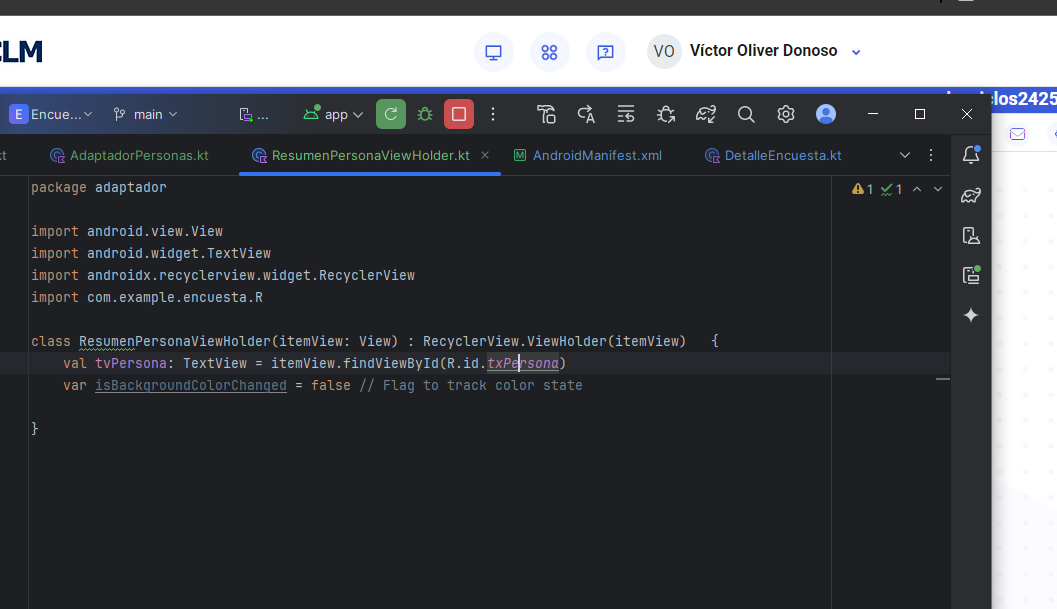 CLM
VO Víctor Oliver Donoso
clos2425
E Encue... main ... app
AdaptadorPersonas.kt ResumenPersonaViewHolder.kt AndroidManifest.xml DetalleEncuesta.kt
package adaptador
1 1
import android.view.View
import android.widget.TextView
import androidx.recyclerview.widget.RecyclerView
import com.example.encuesta.R
class ResumenPersonaViewHolder(itemView: View) : RecyclerView.ViewHolder(itemView) {
val tvPersona: TextView = itemView.findViewById(R.id.txPersona)
var isBackgroundColorChanged = false // Flag to track color state
}